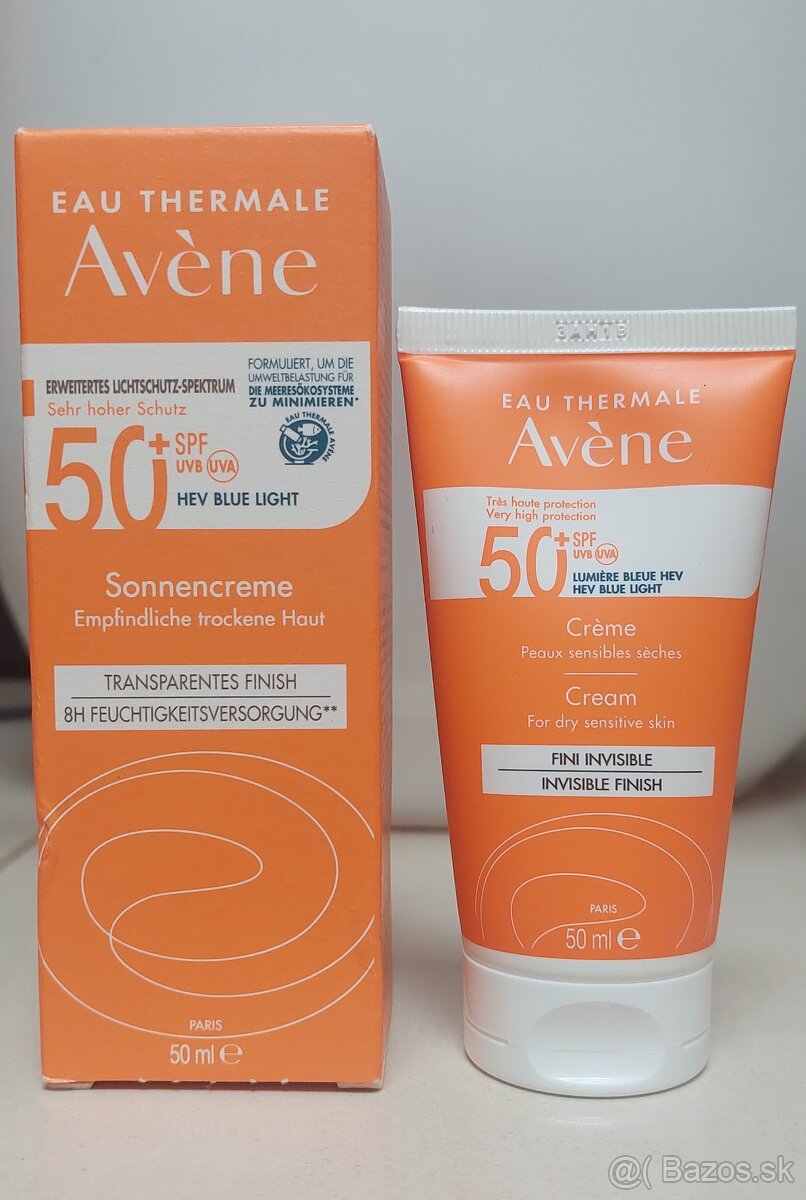 EAU THERMALE
Avène
ERWEITERTES LICHTSCHUTZ-SPEKTRUM
Sehr hoher Schutz
50+ SPF
UVB UVA
HEV BLUE LIGHT
FORMULIERT, UM DIE
UMWELTBELASTUNG FÜR
DIE MEERESÖKOSYSTEME
ZU MINIMIEREN*
EAU THERMALE AVÈNE
Sonnencreme
Empfindliche trockene Haut
TRANSPARENTES FINISH
8H FEUCHTIGKEITSVERSORGUNG**
PARIS
50 ml e
EAU THERMALE
Avène
Très haute protection
Very high protection
50+ SPF
UVB UVA
LUMIÈRE BLEUE HEV
HEV BLUE LIGHT
Crème
Peaux sensibles sèches
Cream
For dry sensitive skin
FINI INVISIBLE
INVISIBLE FINISH
PARIS
50 ml e
@( Bazos.sk